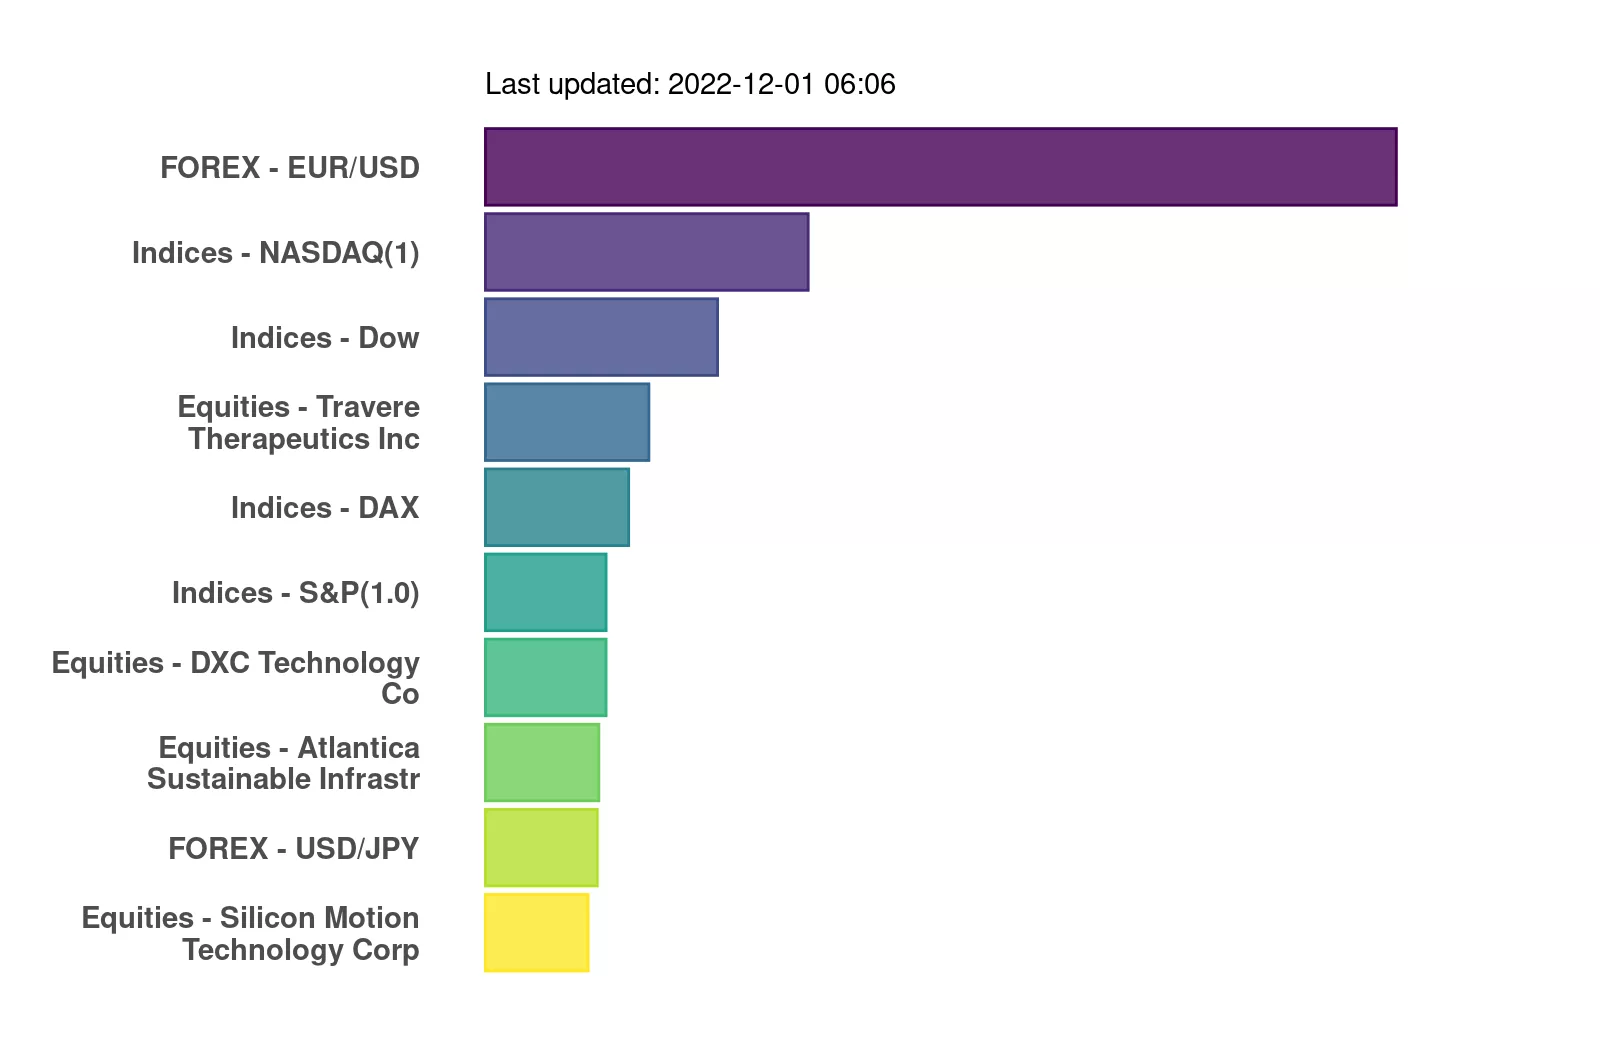 Last updated: 2022-12-01 06:06
FOREX - EUR/USD
Indices - NASDAQ(1)
Indices - Dow
Equities - Travere
Therapeutics Inc
Indices - DAX
Indices - S&P(1.0)
Equities - DXC Technology
Co
Equities - Atlantica
Sustainable Infrastr
FOREX - USD/JPY
Equities - Silicon Motion
Technology Corp